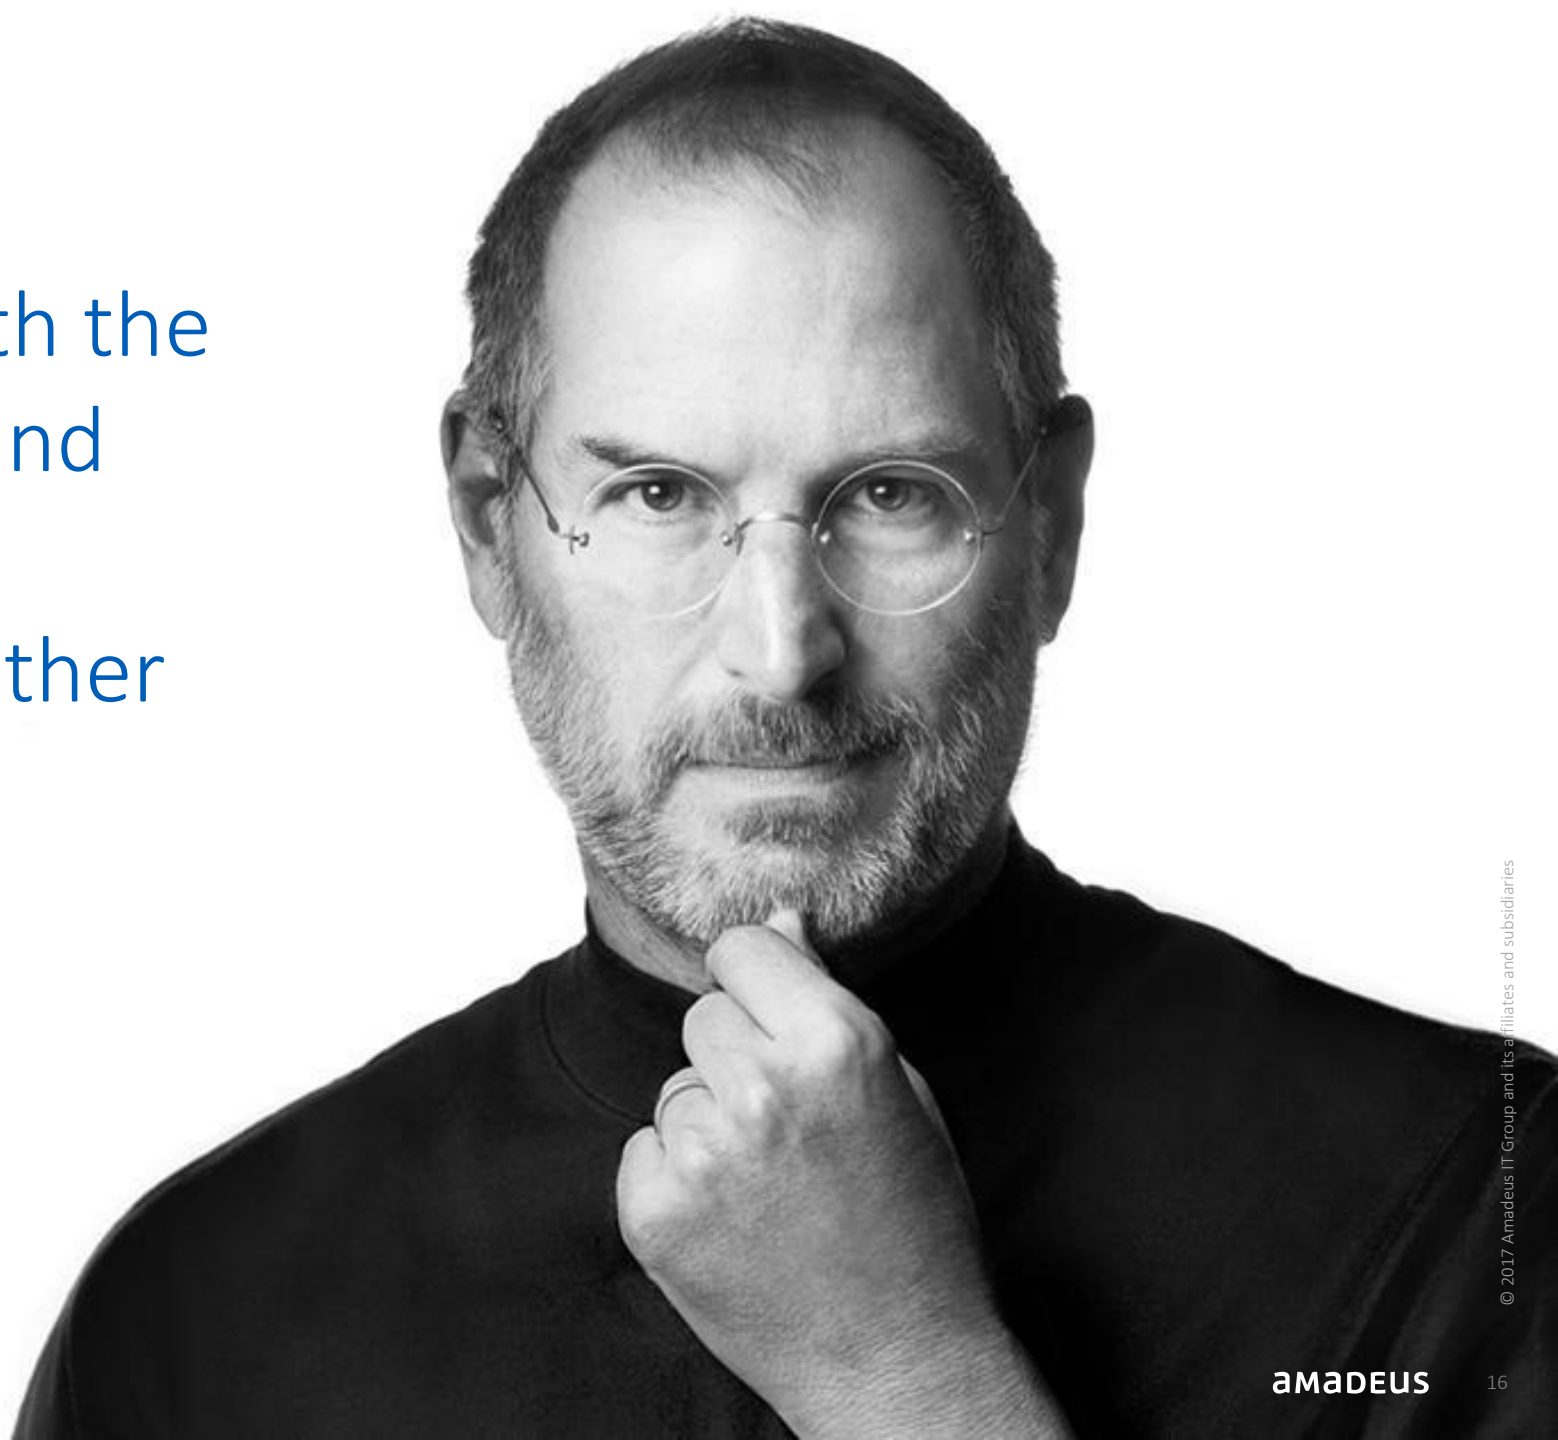 th the
nd
ther
© 2017 Amadeus IT Group and its affiliates and subsidiaries
aMaDEUS
16